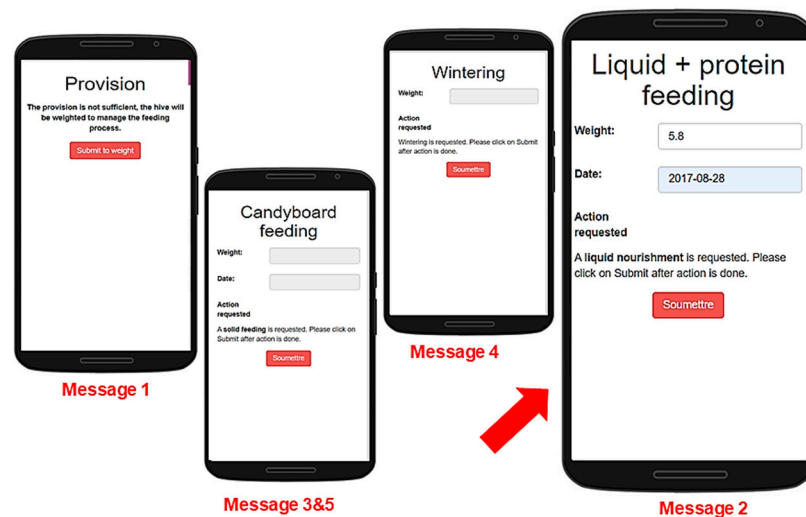 Provision
The provision is not sufficient, the hive will
be weighted to manage the feeding
process.
Submit to weight
Message 1
Candyboard
feeding
Weight:
Date:
Action
requested
A solid feeding is requested. Please click on
Submit after action is done.
Soumettre
Message 3&5
Wintering
Weight:
Action
requested
Wintering is requested. Please click on Submit
after action is done.
Soumettre
Message 4
Liquid + protein
feeding
Weight:
5.8
Date:
2017-08-28
Action
requested
A liquid nourishment is requested. Please
click on Submit after action is done.
Soumettre
Message 2